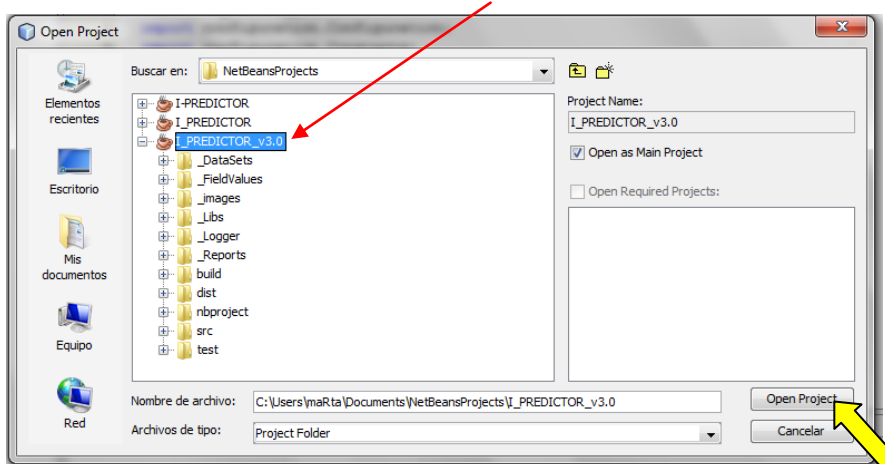 Open Project
Buscar en: NetBeansProjects
Elementos recientes
Escritorio
Mis documentos
Equipo
Red
I-PREDICTOR
I_PREDICTOR
I_PREDICTOR_v3.0
_DataSets
_FieldValues
_images
_Libs
_Logger
_Reports
build
dist
nbproject
src
test
Project Name:
I_PREDICTOR_v3.0
Open as Main Project
Open Required Projects:
Nombre de archivo: C:\Users\maRta\Documents\NetBeansProjects\I_PREDICTOR_v3.0
Open Project
Archivos de tipo: Project Folder
Cancelar